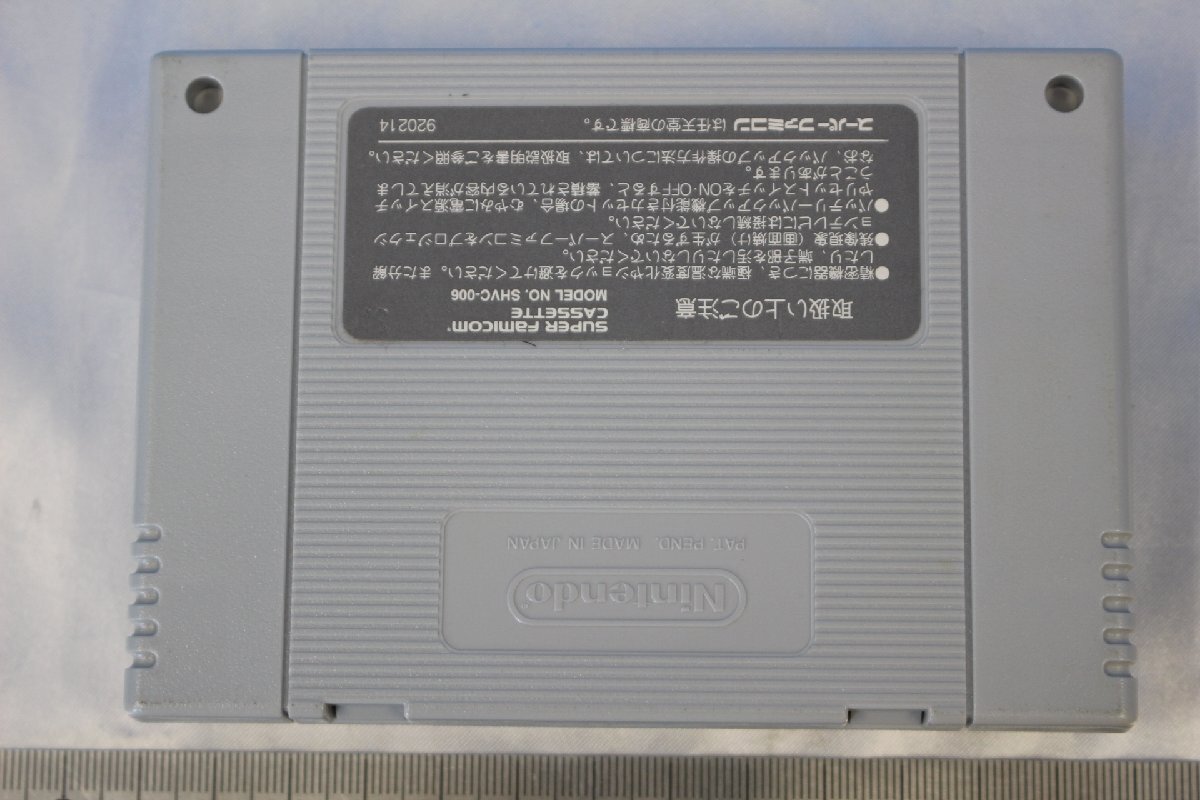 取扱い上のご注意
SUPER Famicom
CASSETTE
MODEL NO. SHVC-006
●精密機器につき、極端な温度変化やショックを避けてください。また分解
したり、端子部を汚したりしないでください。
●残像現象（画面焼け）が生ずるため、スーパーファミコンをプロジェクシ
ョンテレビには接続しないでください。
●バッテリーバックアップ機能付きカセットの場合、むやみに電源スイッチ
やリセットスイッチをON・OFFすると、蓄積されている内容が消えてしま
うことがあります。
なお、バックアップの操作方法については、取扱説明書をご参照ください。
スーパーファミコン は任天堂の商標です。 920214
Nintendo®
PAT. PEND. MADE IN JAPAN